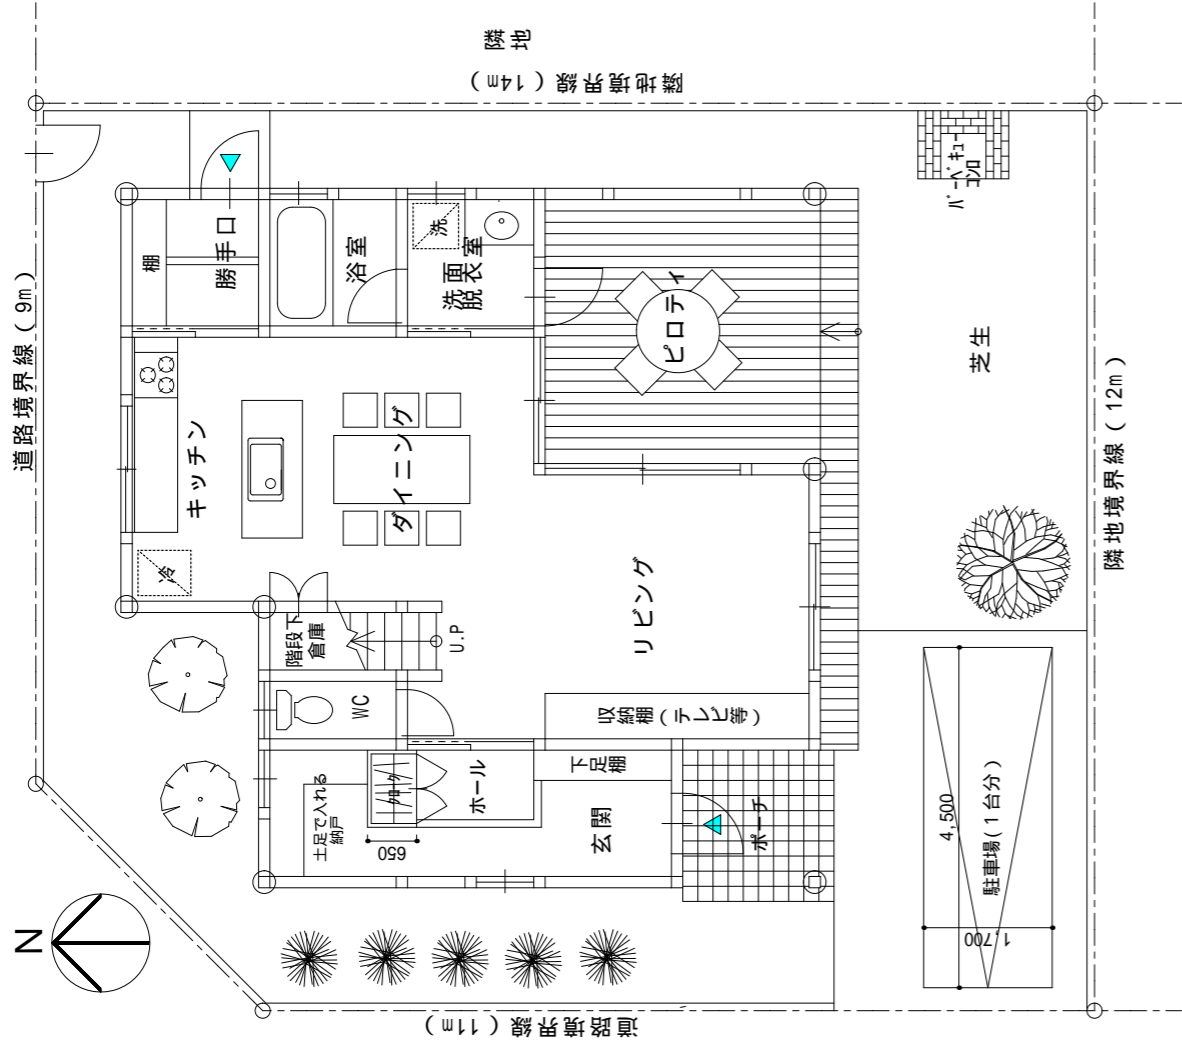 隣地
隣地境界線(14m)
道路境界線(9m)
バーベキュー
コンロ
棚
勝手口
浴室
洗
洗面
脱衣室
ピロティ
芝生
キッチン
ダイニング
冷
階段下
倉庫
U.P
リビング
隣地境界線(12m)
WC
収納棚(テレビ等)
土足で入れる
納戸
クローク
650
ホール
下足棚
玄関
ポーチ
4,500
駐車場(1台分)
1,700
N
道路境界線(11m)